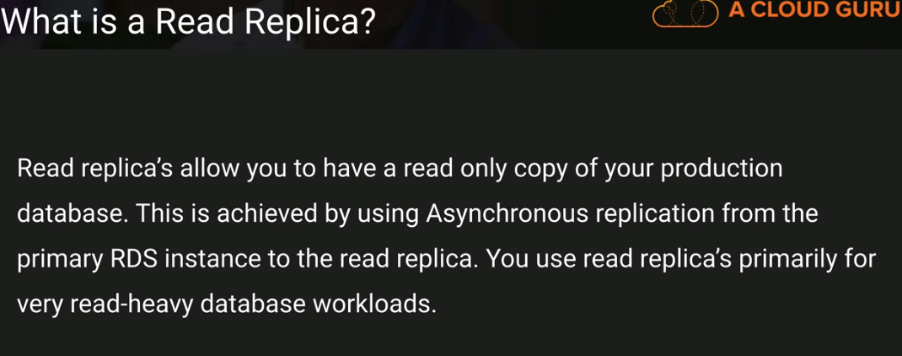 What is a Read Replica?
A CLOUD GURU
Read replica's allow you to have a read only copy of your production
database. This is achieved by using Asynchronous replication from the
primary RDS instance to the read replica. You use read replica's primarily for
very read-heavy database workloads.